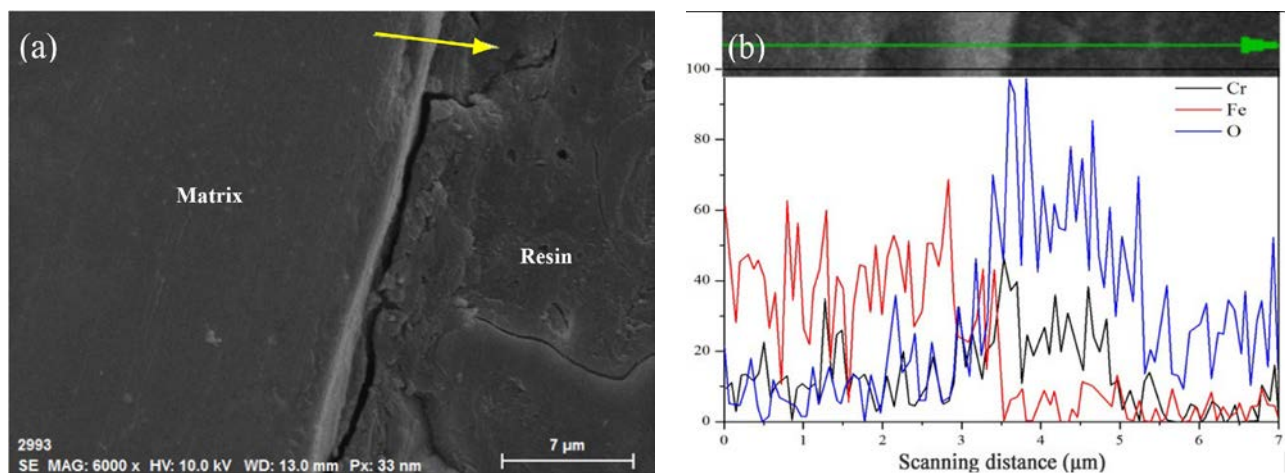 (a)
Matrix
Resin
2993
SE MAG: 6000 x HV: 10.0 kV WD: 13.0 mm Px: 33 nm
7 µm
(b)
100
80
60
40
20
0
Cr
Fe
O
0 1 2 3 4 5 6 7
Scanning distance (µm)